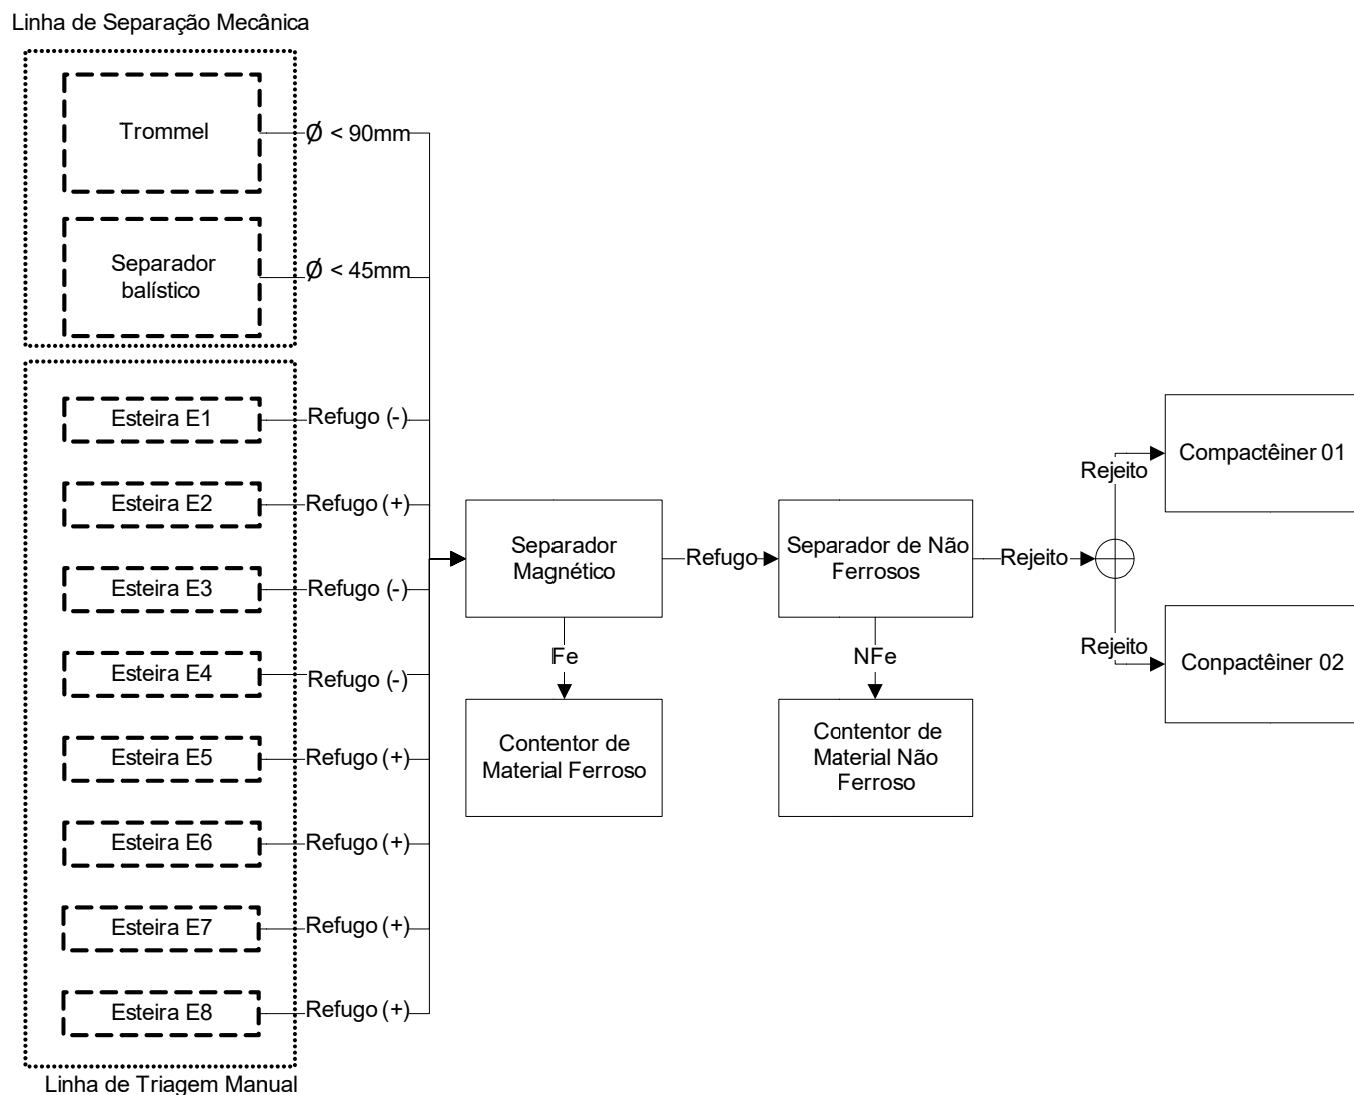 Linha de Separação Mecânica
Trommel
Ø < 90mm
Separador
balístico
Ø < 45mm
Esteira E1
Refugo (-)
Esteira E2
Refugo (+)
Esteira E3
Refugo (-)
Esteira E4
Refugo (-)
Esteira E5
Refugo (+)
Esteira E6
Refugo (+)
Esteira E7
Refugo (+)
Esteira E8
Refugo (+)
Linha de Triagem Manual
Separador
Magnético
Refugo
Separador de Não
Ferrosos
Rejeito
Rejeito
Compactêiner 01
Rejeito
Conpactêiner 02
Fe
Contentor de
Material Ferroso
NFe
Contentor de
Material Não
Ferroso